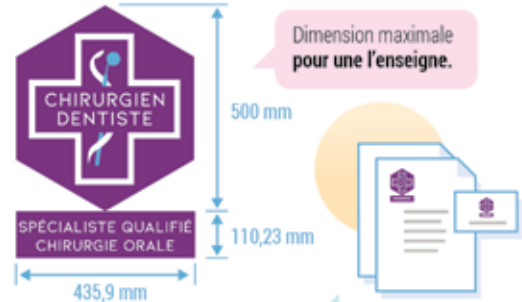 CHIRURGIEN
DENTISTE
SPÉCIALISTE QUALIFIÉ
CHIRURGIE ORALE
500 mm
110,23 mm
435,9 mm
Dimension maximale
pour une l'enseigne.